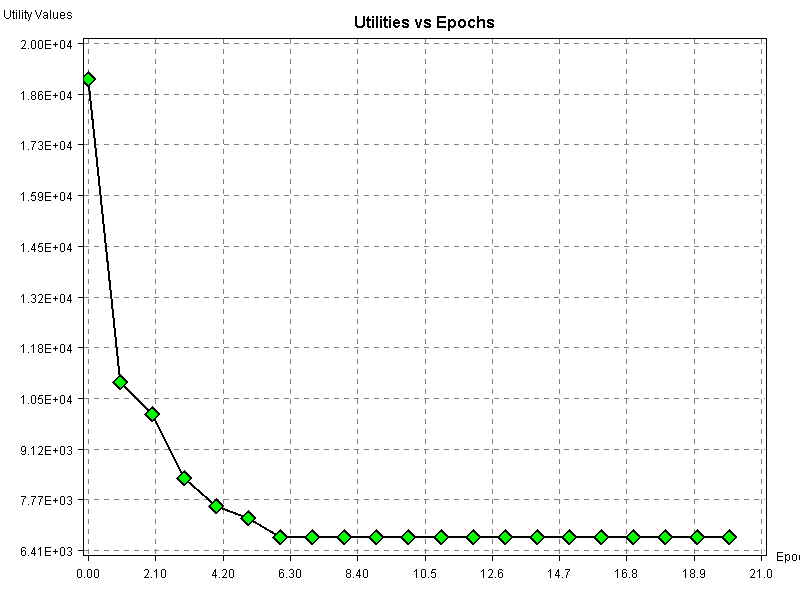 Utility Values
Utilities vs Epochs
2.00E+04
1.86E+04
1.73E+04
1.59E+04
1.45E+04
1.32E+04
1.18E+04
1.05E+04
9.12E+03
7.77E+03
6.41E+03
0.00 2.10 4.20 6.30 8.40 10.5 12.6 14.7 16.8 18.9 21.0
Epo